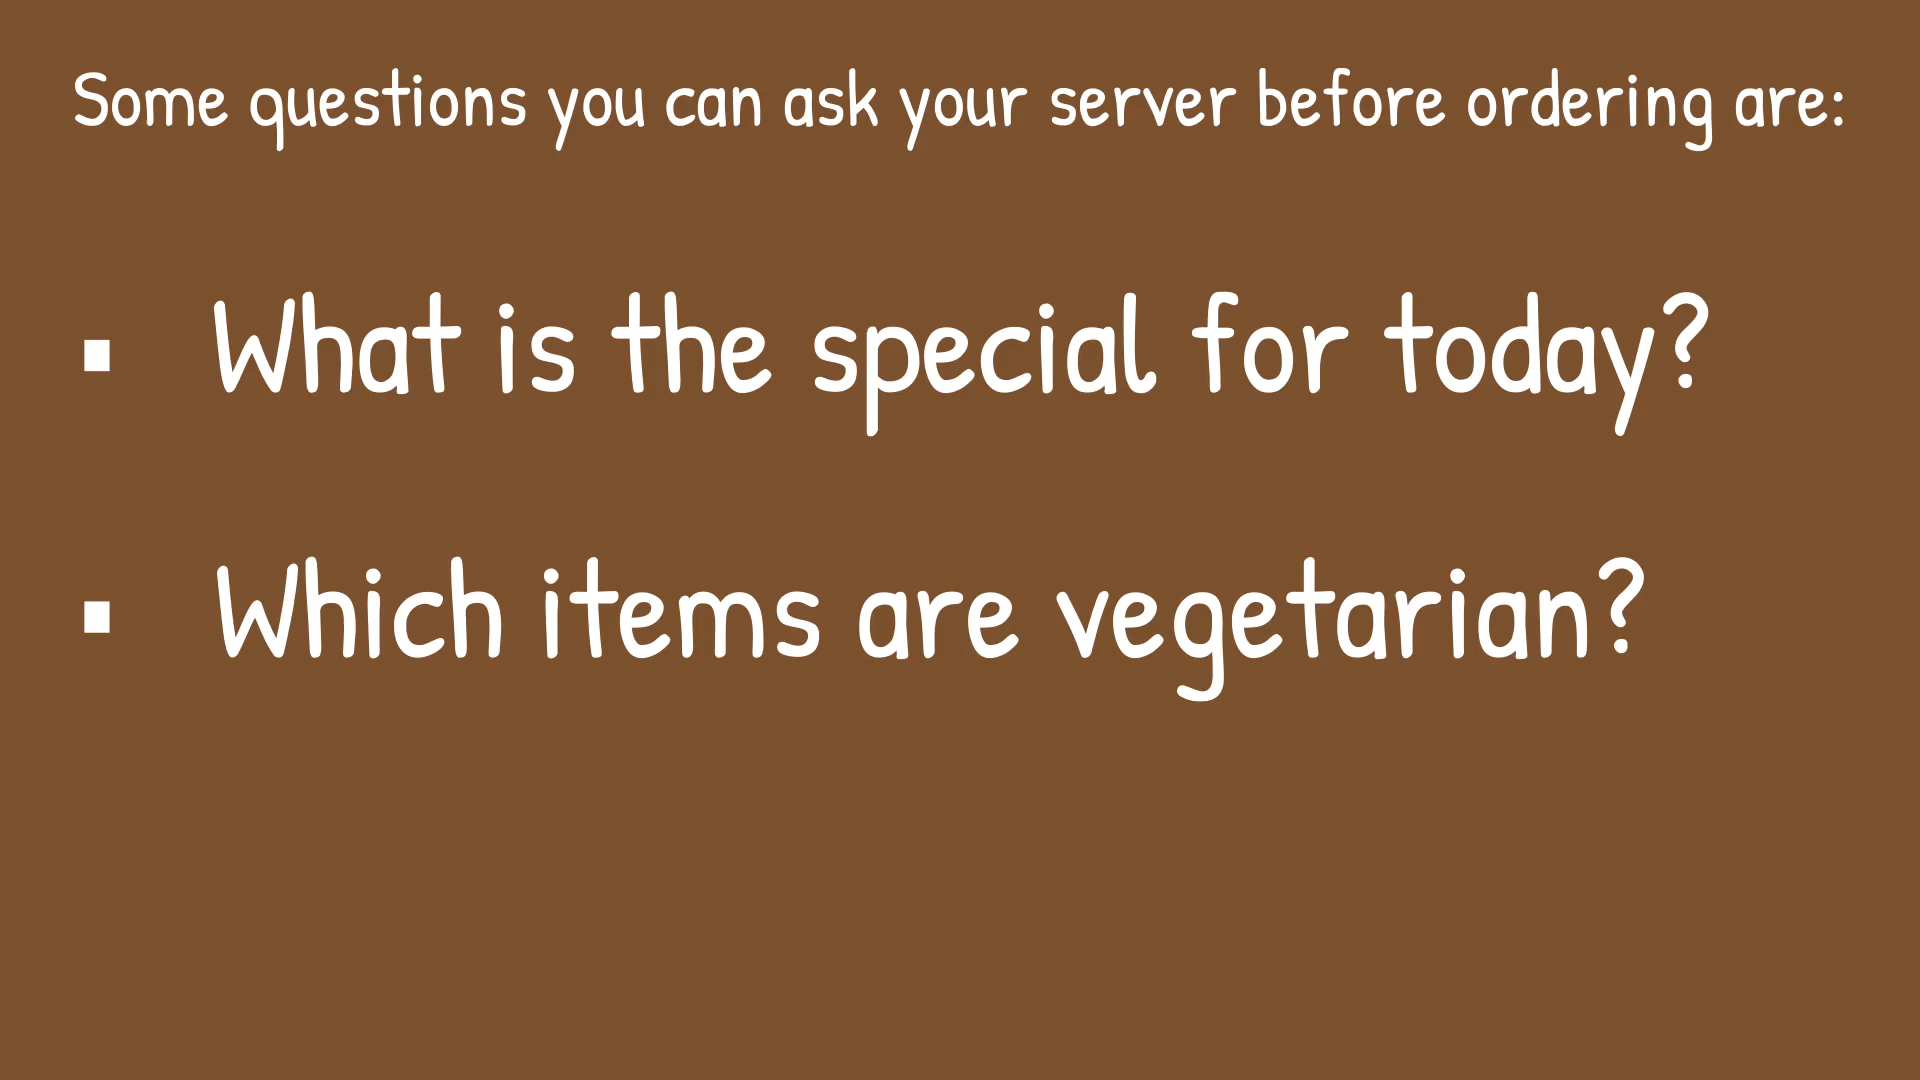 Some questions you can ask your server before ordering are:
▪ What is the special for today?
▪ Which items are vegetarian?